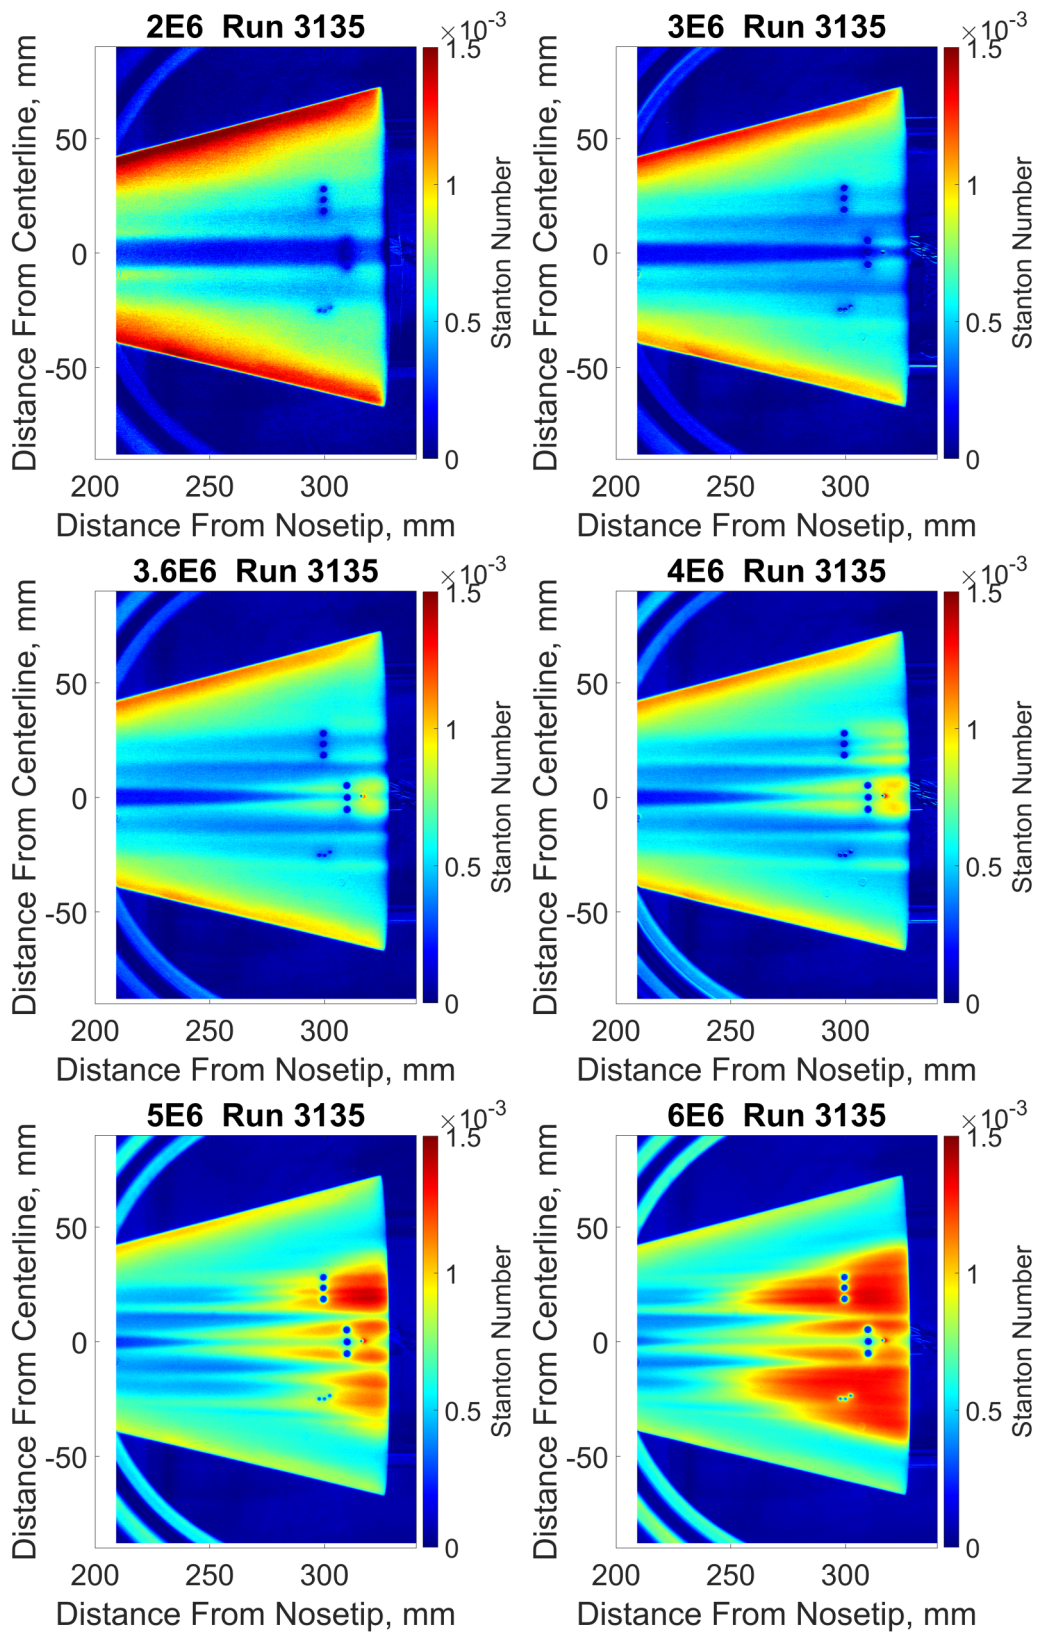 2E6 Run 3135
×10-3
Distance From Centerline, mm
50
0
-50
200 250 300
Distance From Nosetip, mm
1.5
1
0.5
0
Stanton Number
3E6 Run 3135
×10-3
Distance From Centerline, mm
50
0
-50
200 250 300
Distance From Nosetip, mm
1.5
1
0.5
0
Stanton Number
3.6E6 Run 3135
×10-3
Distance From Centerline, mm
50
0
-50
200 250 300
Distance From Nosetip, mm
1.5
1
0.5
0
Stanton Number
4E6 Run 3135
×10-3
Distance From Centerline, mm
50
0
-50
200 250 300
Distance From Nosetip, mm
1.5
1
0.5
0
Stanton Number
5E6 Run 3135
×10-3
Distance From Centerline, mm
50
0
-50
200 250 300
Distance From Nosetip, mm
1.5
1
0.5
0
Stanton Number
6E6 Run 3135
×10-3
Distance From Centerline, mm
50
0
-50
200 250 300
Distance From Nosetip, mm
1.5
1
0.5
0
Stanton Number